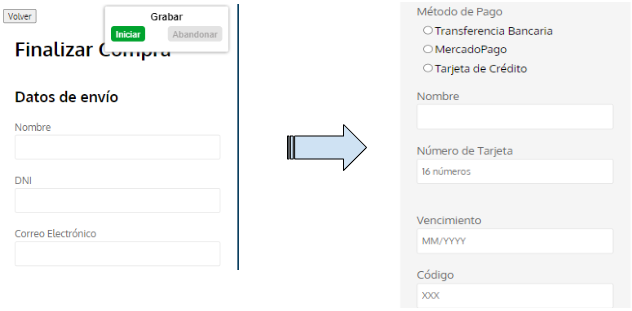 Volver
Grabar
Iniciar
Abandonar
Finalizar Compra
Datos de envío
Nombre
DNI
Correo Electrónico
Método de Pago
Transferencia Bancaria
MercadoPago
Tarjeta de Crédito
Nombre
Número de Tarjeta
16 números
Vencimiento
MM/YYYY
Código
XXX